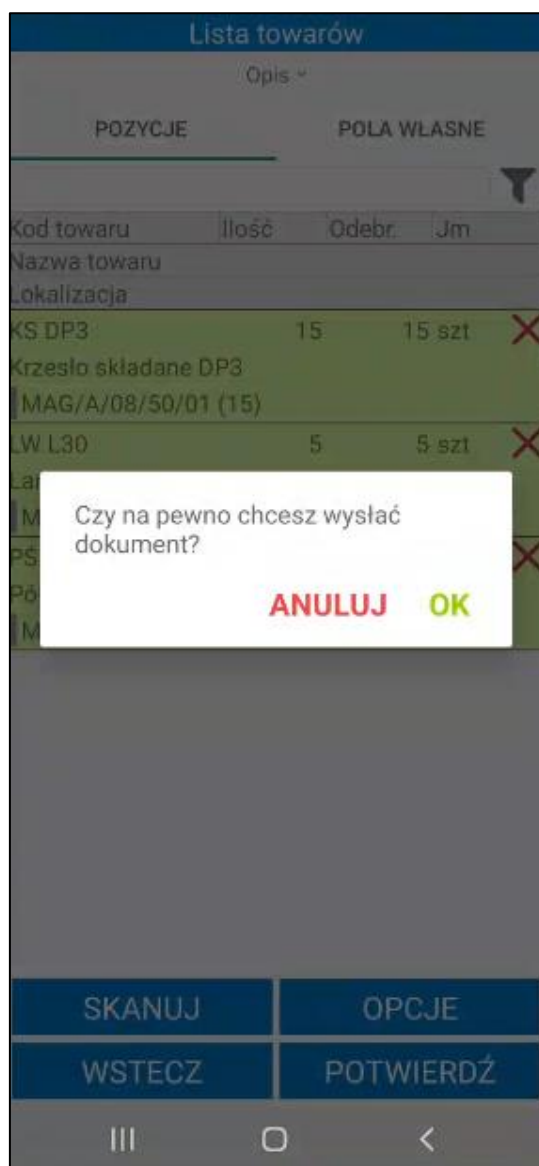 Lista towarów
Opis
POZYCJE POLA WŁASNE
Kod towaru Ilość Odebr. Jm
Nazwa towaru
Lokalizacja
KS DP3 15 15 szt
Krzesło składane DP3
MAG/A/08/50/01 (15)
LW L30 5 5 szt
Czy na pewno chcesz wysłać
dokument?
ANULUJ OK
SKANUJ OPCJE
WSTECZ POTWIERDŹ